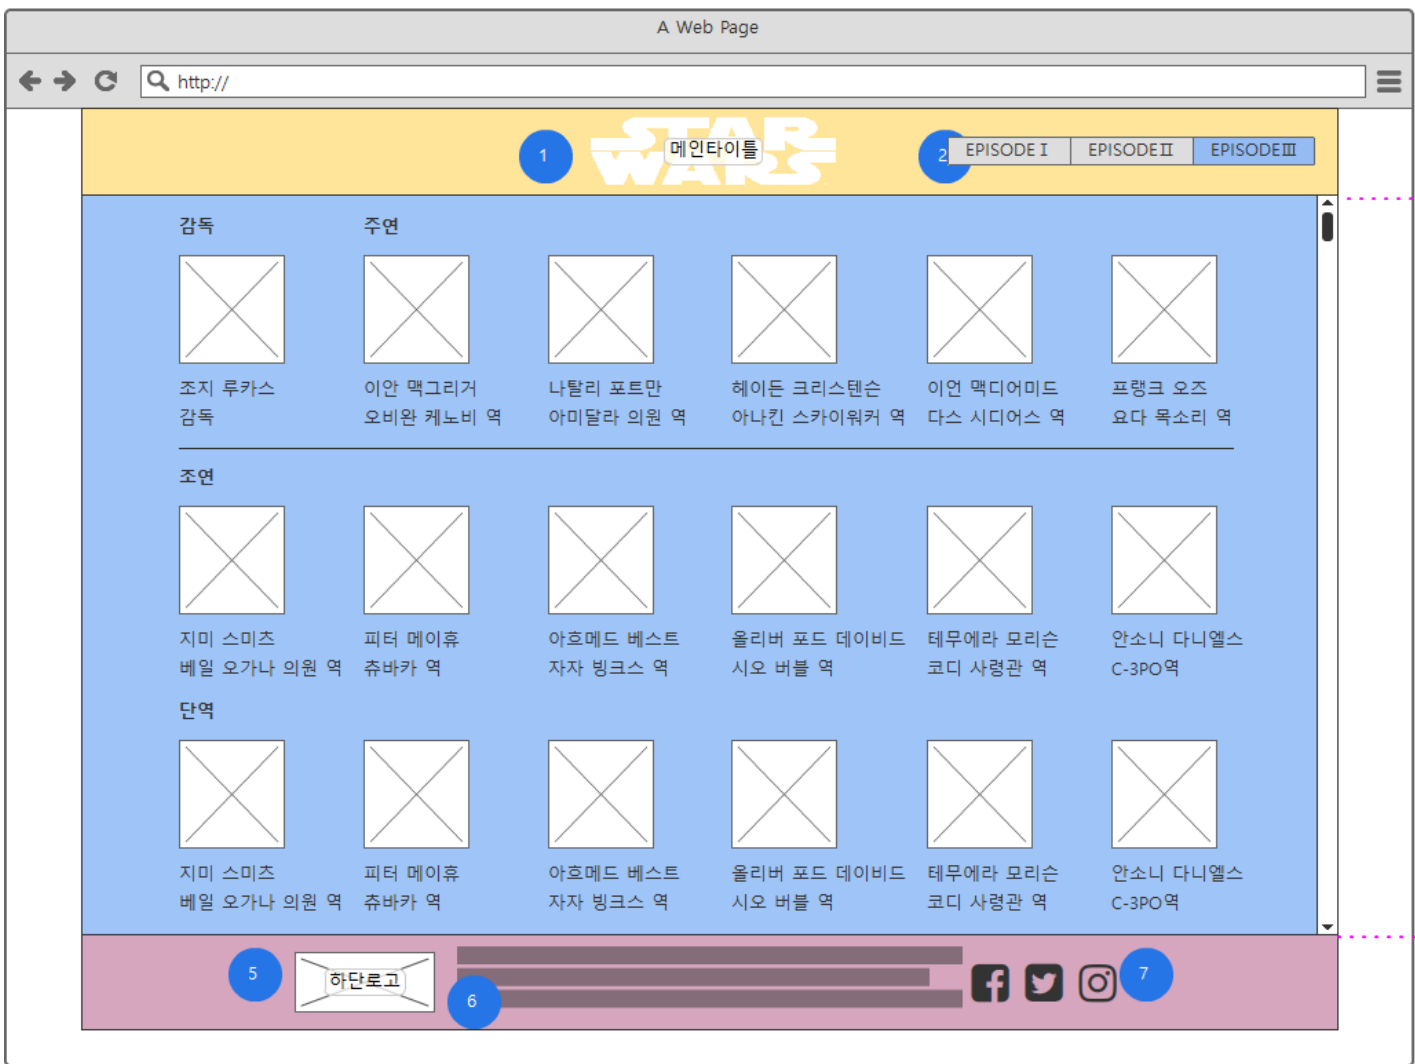 A Web Page
http://
STAR
WARS
메인타이틀
1
2
EPISODE Ⅰ
EPISODEⅡ
EPISODEⅢ
감독
주연
조지 루카스
감독
이안 맥그리거
오비완 케노비 역
나탈리 포트만
아미달라 의원 역
헤이든 크리스텐슨
아나킨 스카이워커 역
이언 맥디어미드
다스 시디어스 역
프랭크 오즈
요다 목소리 역
조연
지미 스미츠
베일 오가나 의원 역
피터 메이휴
츄바카 역
아흐메드 베스트
자자 빙크스 역
올리버 포드 데이비드
시오 버블 역
테무에라 모리슨
코디 사령관 역
안소니 다니엘스
C-3PO역
단역
지미 스미츠
베일 오가나 의원 역
피터 메이휴
츄바카 역
아흐메드 베스트
자자 빙크스 역
올리버 포드 데이비드
시오 버블 역
테무에라 모리슨
코디 사령관 역
안소니 다니엘스
C-3PO역
5
하단로고
6
7